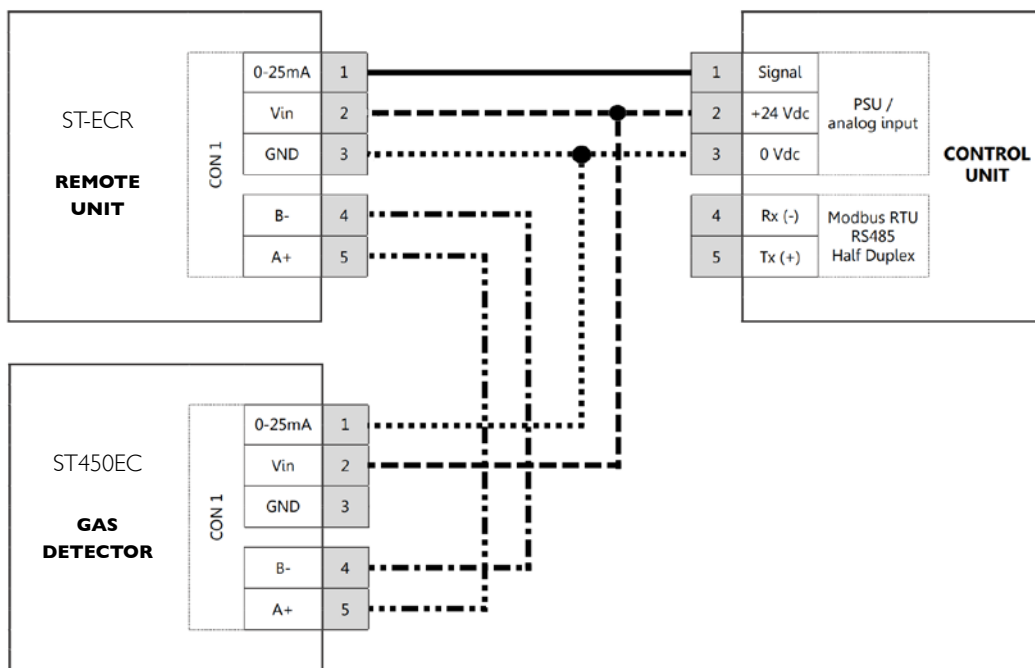 ST-ECR
REMOTE
UNIT
CON 1
0-25mA 1
Vin 2
GND 3
B- 4
A+ 5
1 Signal
2 +24 Vdc
3 0 Vdc
PSU /
analog input
4 Rx (-)
5 Tx (+)
Modbus RTU
RS485
Half Duplex
CONTROL
UNIT
ST450EC
GAS
DETECTOR
CON 1
0-25mA 1
Vin 2
GND 3
B- 4
A+ 5